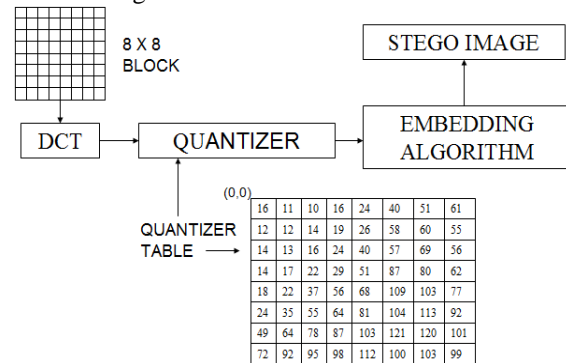 8 X 8
BLOCK
STEGO IMAGE
DCT
QUANTIZER
EMBEDDING
ALGORITHM
(0,0)
QUANTIZER
TABLE
16 11 10 16 24 40 51 61
12 12 14 19 26 58 60 55
14 13 16 24 40 57 69 56
14 17 22 29 51 87 80 62
18 22 37 56 68 109 103 77
24 35 55 64 81 104 113 92
49 64 78 87 103 121 120 101
72 92 95 98 112 100 103 99